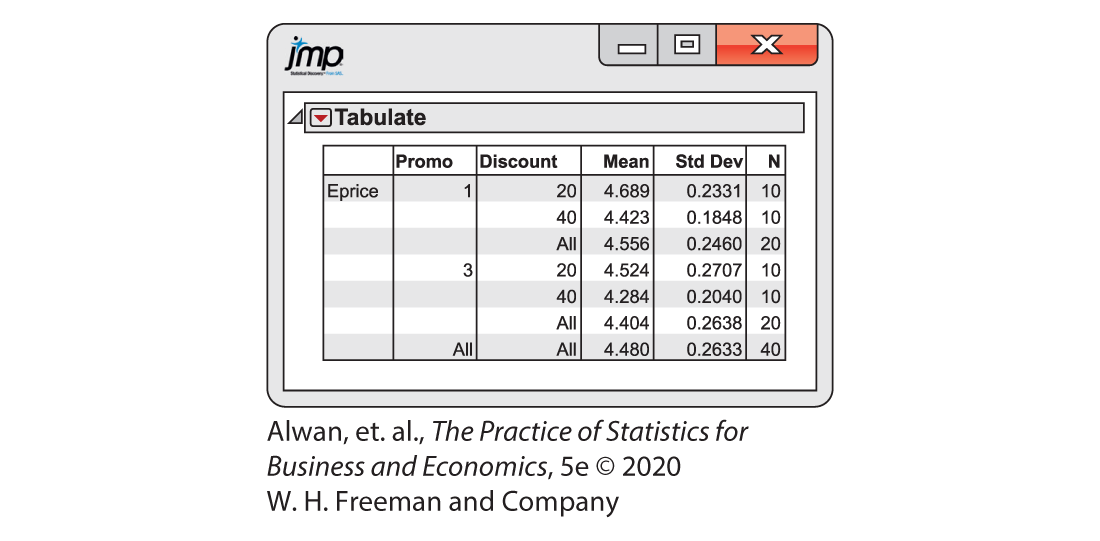 jmp
Statistical Discovery.™ From SAS.
Tabulate
Promo Discount Mean Std Dev N
Eprice 1 20 4.689 0.2331 10
40 4.423 0.1848 10
All 4.556 0.2460 20
3 20 4.524 0.2707 10
40 4.284 0.2040 10
All 4.404 0.2638 20
All All 4.480 0.2633 40
Alwan, et. al., The Practice of Statistics for
Business and Economics, 5e © 2020
W. H. Freeman and Company